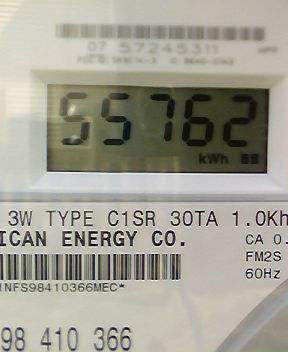 07 57245311
55762
kWh
3W TYPE C1SR 30TA 1.0Kh
ICAN ENERGY CO.
CA 0.
FM2S
60Hz
NFS98410366MEC*
98 410 366